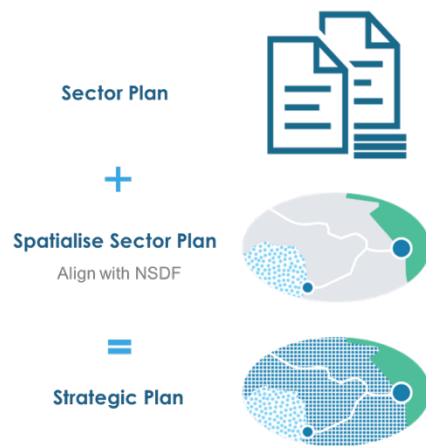 Sector Plan
+
Spatialise Sector Plan
Align with NSDF
=
Strategic Plan